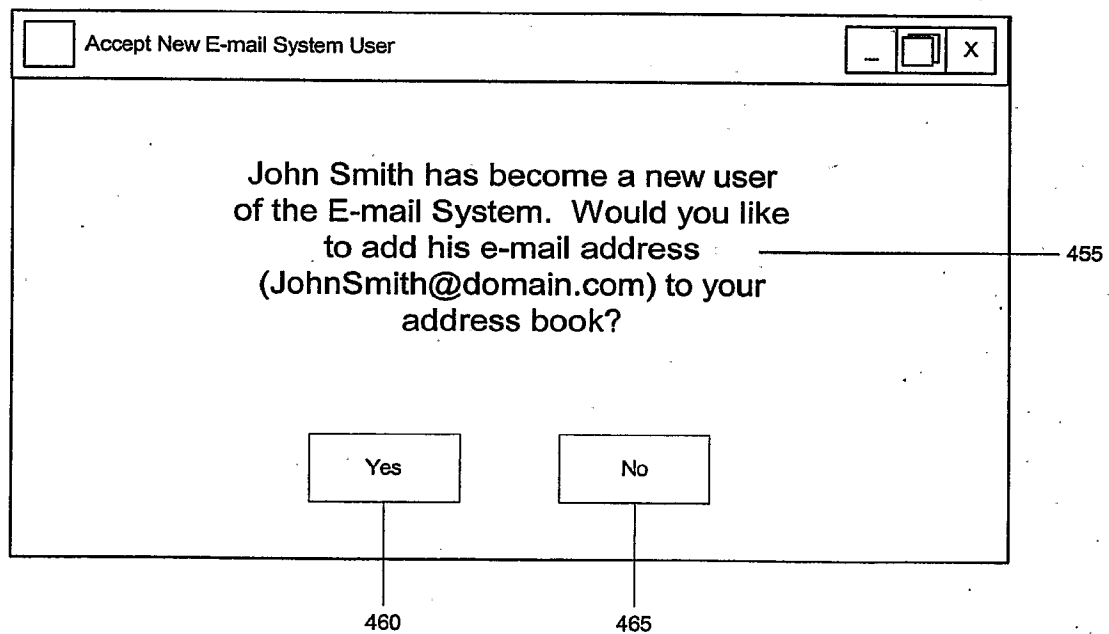 Accept New E-mail System User
_ X
John Smith has become a new user
of the E-mail System. Would you like
to add his e-mail address
455
(JohnSmith@domain.com) to your
address book?
Yes No
460 465